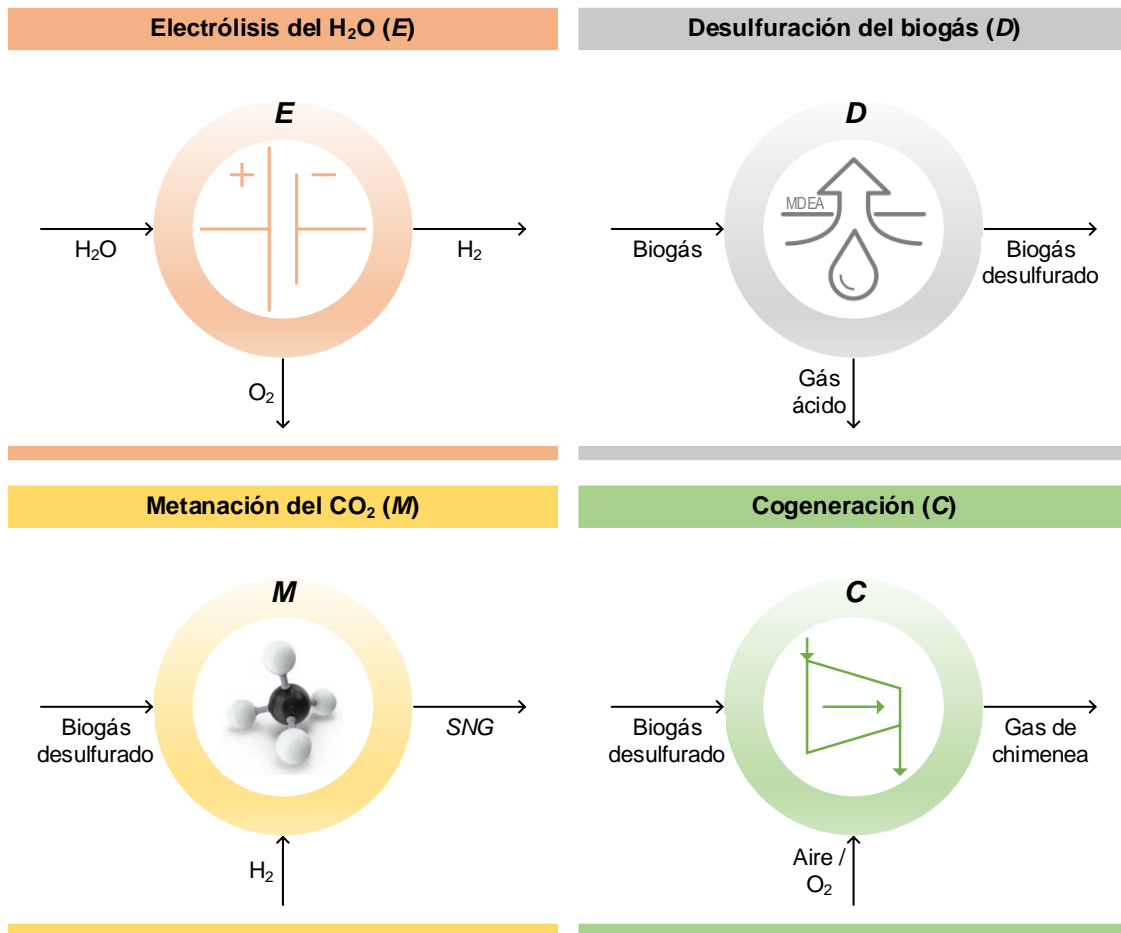 Electrólisis del H₂O (E)
E
+ −
H₂O
H₂
O₂
Desulfuración del biogás (D)
D
MDEA
Biogás
Biogás
desulfurado
Gás
ácido
Metanación del CO₂ (M)
M
Biogás
desulfurado
SNG
H₂
Cogeneración (C)
C
Biogás
desulfurado
Gas de
chimenea
Aire /
O₂